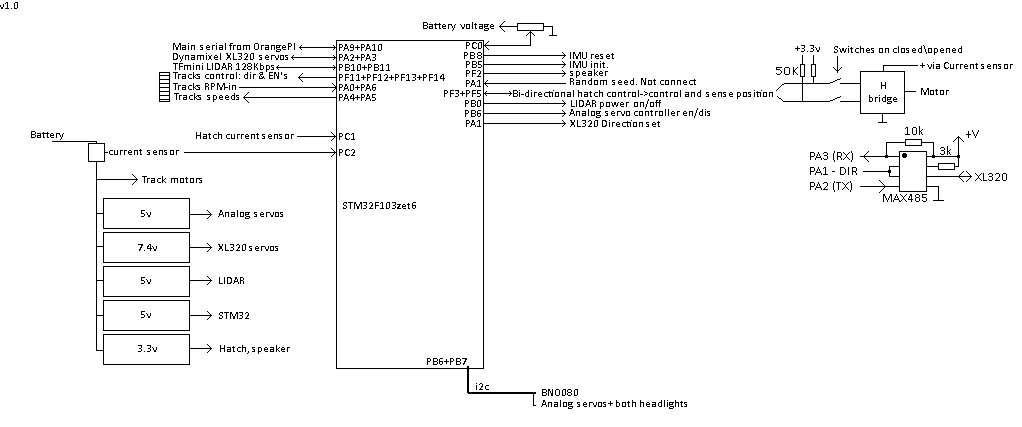 v1.0
Battery voltage
Main serial from OrangePI
PA9+PA10
PC0
Dynamixel XL320 servos
PA2+PA3
PB8
IMU reset
TFmini LIDAR 128Kbps
PB10+PB11
PB5
IMU init.
Tracks control: dir & EN's
PF11+PF12+PF13+PF14
PF2
speaker
Tracks RPM-in
PA0+PA6
PA1
Random seed. Not connect
Tracks speeds
PA4+PA5
PF3+PF5
Bi-directional hatch control->control and sense position
PB0
LIDAR power on/off
PB6
Analog servo controller en/dis
PA1
XL320 Direction set
Hatch current sensor
PC1
Battery
current sensor
PC2
Track motors
STM32F103zet6
5v
Analog servos
7.4v
XL320 servos
5v
LIDAR
5v
STM32
3.3v
Hatch, speaker
PB6+PB7
i2c
BNO080
Analog servos+ both headlights
+3.3v
Switches on closed\opened
50K
+ via Current sensor
H
bridge
Motor
10k
+V
3k
PA3 (RX)
PA1 - DIR
XL320
PA2 (TX)
MAX485